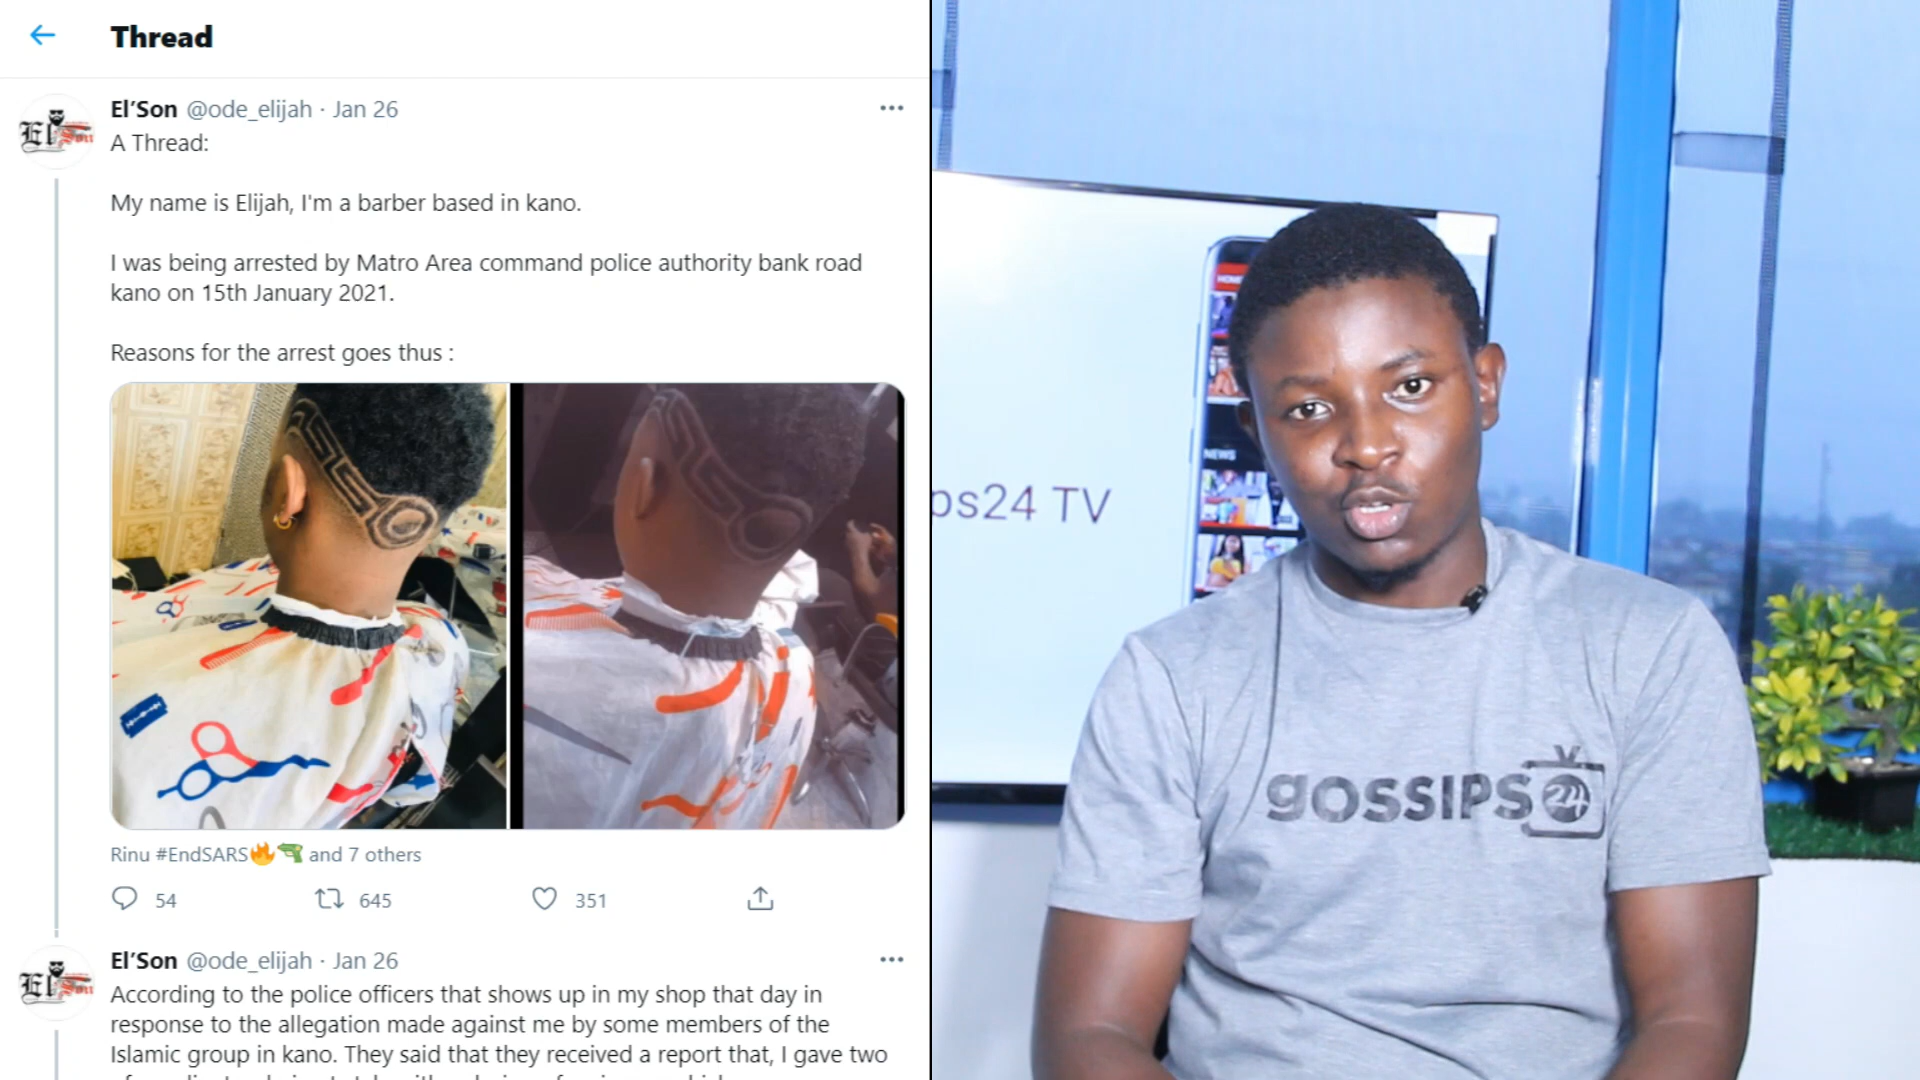 Thread
El'Son @ode_elijah · Jan 26
A Thread:
My name is Elijah, I'm a barber based in kano.
I was being arrested by Matro Area command police authority bank road
kano on 15th January 2021.
Reasons for the arrest goes thus :
Rinu #EndSARS🔥🔫 and 7 others
54 645 351
El'Son @ode_elijah · Jan 26
According to the police officers that shows up in my shop that day in
response to the allegation made against me by some members of the
Islamic group in kano. They said that they received a report that, I gave two
ps24 TV
NEWS
GOSSIPS24